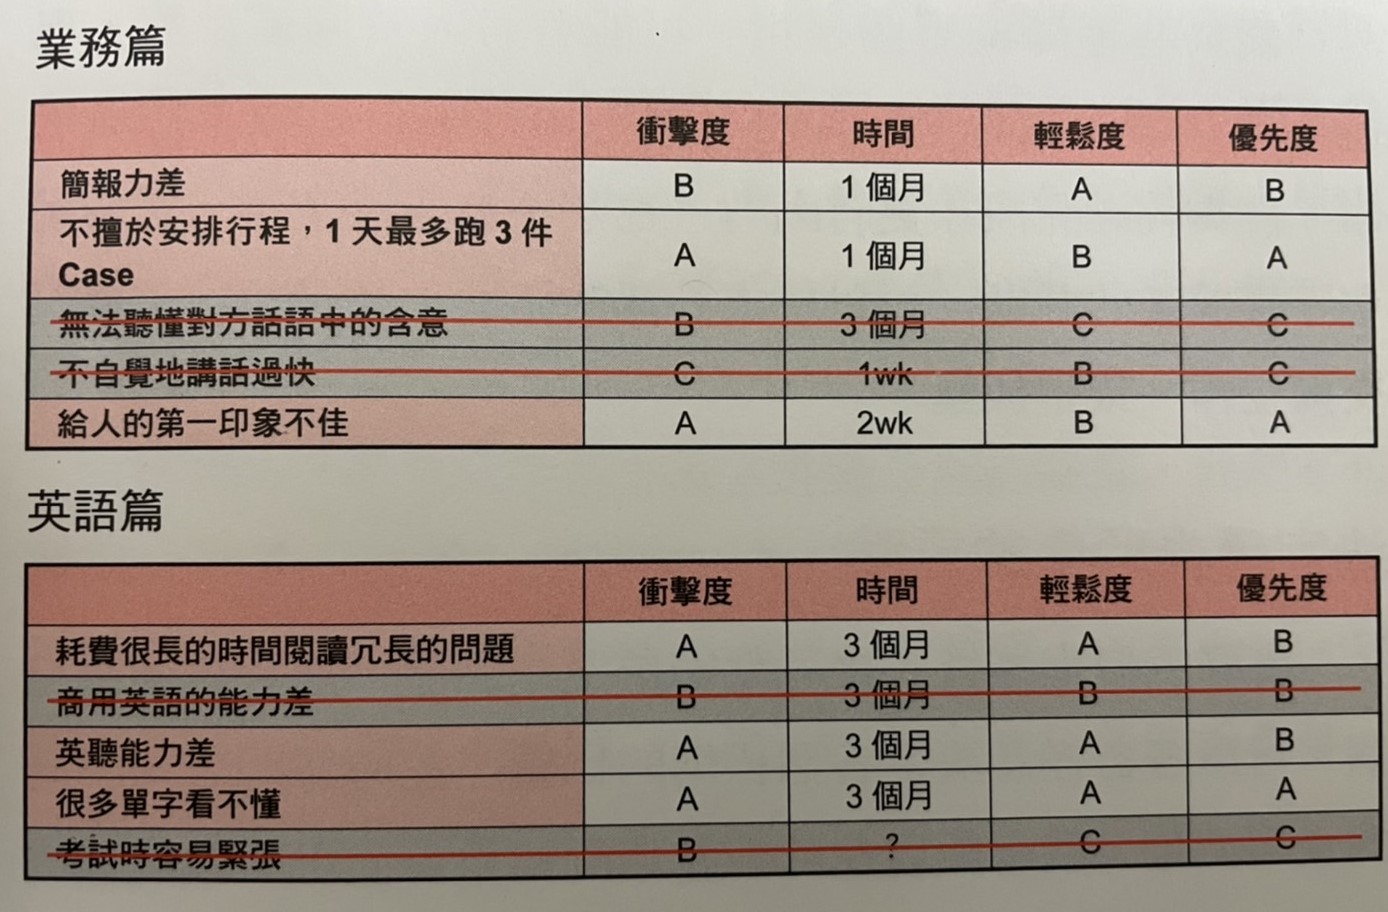 業務篇
衝擊度 時間 輕鬆度 優先度
簡報力差 B 1 個月 A B
不擅於安排行程，1 天最多跑 3 件
Case A 1 個月 B A
無法聽懂對方話語中的含意 B 3 個月 C C
不自覺地講話過快 C 1wk B C
給人的第一印象不佳 A 2wk B A
英語篇
衝擊度 時間 輕鬆度 優先度
耗費很長的時間閱讀冗長的問題 A 3 個月 A B
商用英語的能力差 B 3 個月 B B
英聽能力差 A 3 個月 A B
很多單字看不懂 A 3 個月 A A
考試時容易緊張 B ? C C